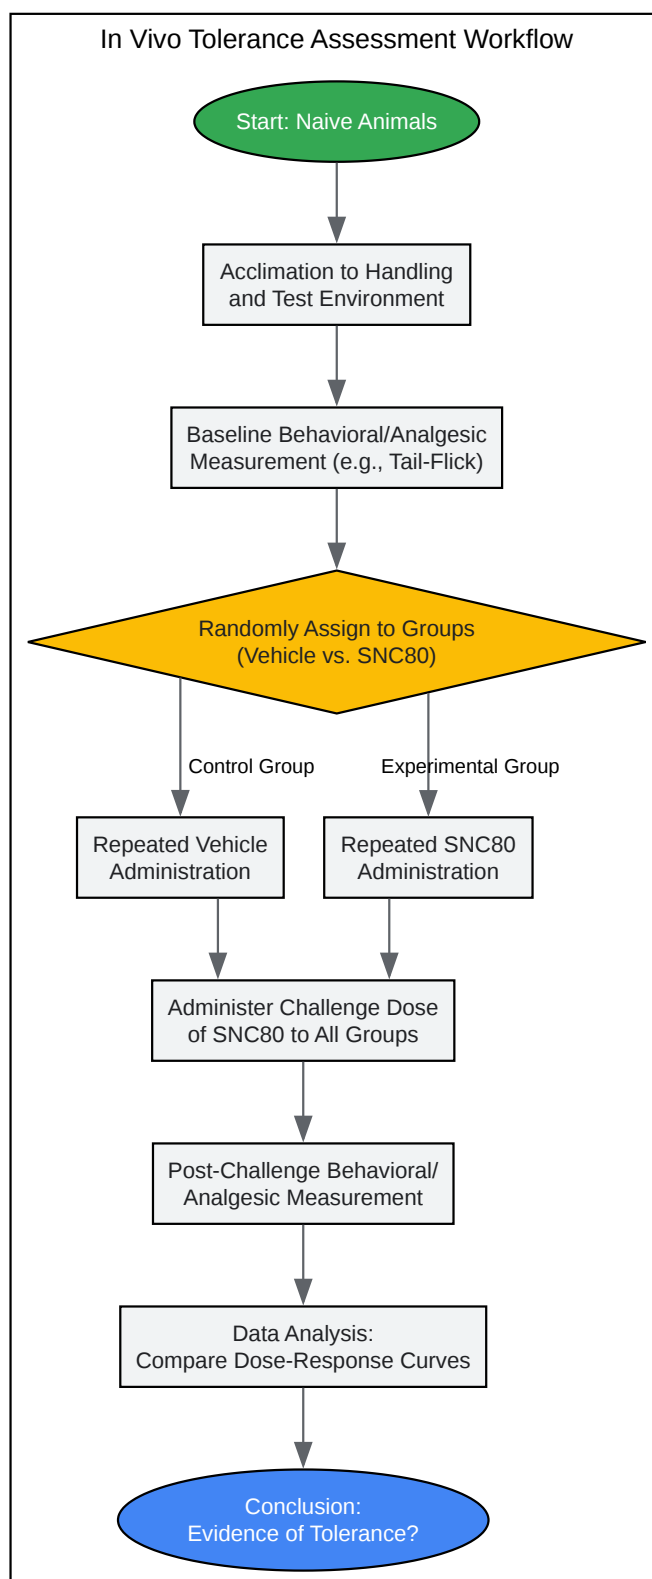 In Vivo Tolerance Assessment Workflow
Start: Naive Animals
Acclimation to Handling
and Test Environment
Baseline Behavioral/Analgesic
Measurement (e.g., Tail-Flick)
Randomly Assign to Groups
(Vehicle vs. SNC80)
Control Group
Experimental Group
Repeated Vehicle
Administration
Repeated SNC80
Administration
Administer Challenge Dose
of SNC80 to All Groups
Post-Challenge Behavioral/
Analgesic Measurement
Data Analysis:
Compare Dose-Response Curves
Conclusion:
Evidence of Tolerance?